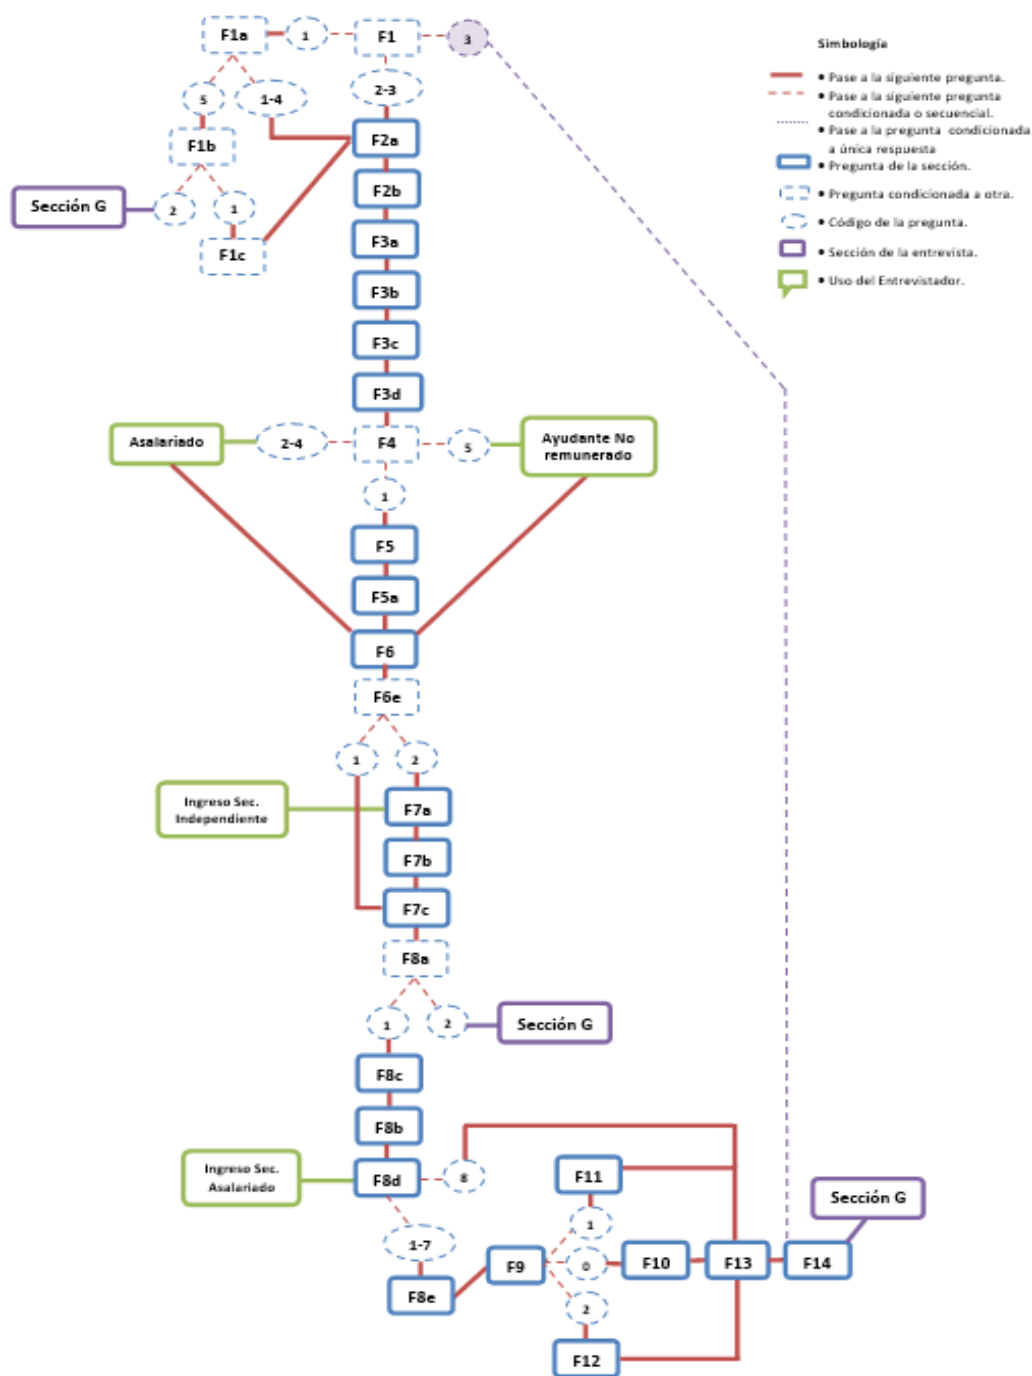 F1a
1
F1
3
Simbología
• Pase a la siguiente pregunta.
• Pase a la siguiente pregunta
condicionada o secuencial.
• Pase a la pregunta condicionada
a única respuesta
• Pregunta de la sección.
• Pregunta condicionada a otra.
• Código de la pregunta.
• Sección de la entrevista.
• Uso del Entrevistador.
5
1-4
2-3
F1b
F2a
F2b
Sección G
2
1
F1c
F3a
F3b
F3c
F3d
Asalariado
2-4
F4
5
Ayudante No
remunerado
1
F5
F5a
F6
F6e
1
2
Ingreso Sec.
Independiente
F7a
F7b
F7c
F8a
1
2
Sección G
F8c
F8b
Ingreso Sec.
Asalariado
F8d
8
F11
Sección G
1-7
1
F9
0
F10
F13
F14
F8e
2
F12